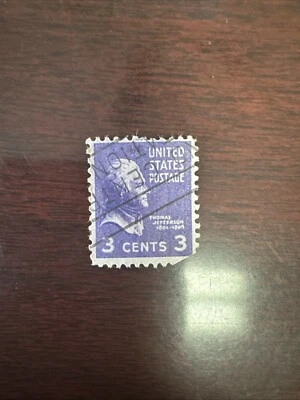 UNITED
STATES
POSTAGE
THOMAS
JEFFERSON
1801-1809
3 CENTS 3